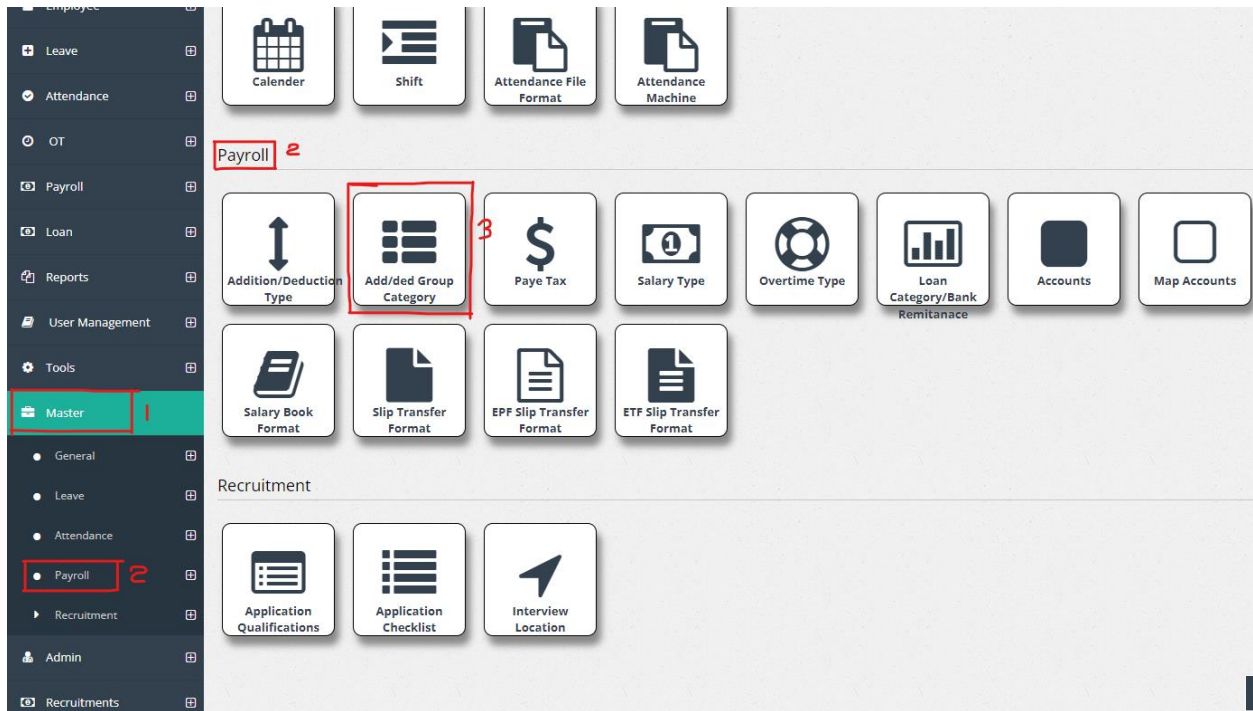 Employee
Leave
Attendance
OT
Payroll
Loan
Reports
User Management
Tools
Master 1
General
Leave
Attendance
Payroll 2
Recruitment
Admin
Recruitments
Calender
Shift
Attendance File
Format
Attendance
Machine
Payroll 2
Addition/Deduction
Type
Add/ded Group
Category
3
Paye Tax
Salary Type
Overtime Type
Loan
Category/Bank
Remitanace
Accounts
Map Accounts
Salary Book
Format
Slip Transfer
Format
EPF Slip Transfer
Format
ETF Slip Transfer
Format
Recruitment
Application
Qualifications
Application
Checklist
Interview
Location